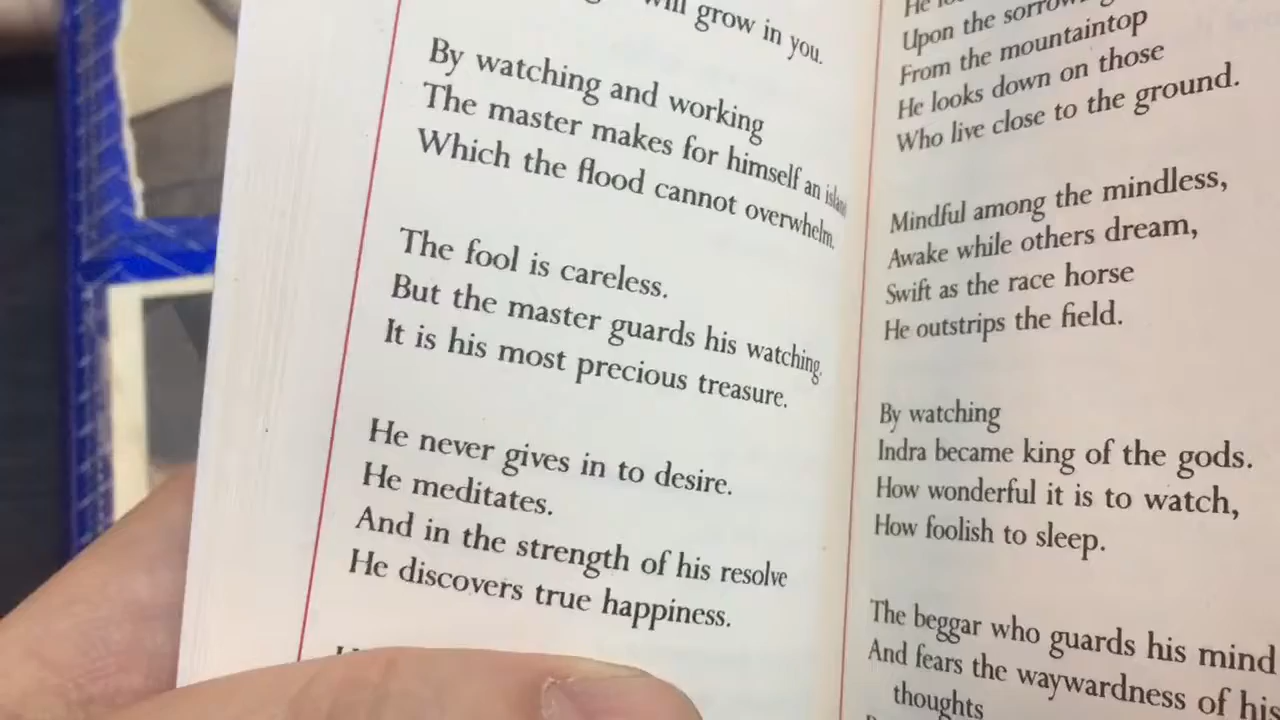 will grow in you.
By watching and working
The master makes for himself an island
Which the flood cannot overwhelm.
The fool is careless.
But the master guards his watching.
It is his most precious treasure.
He never gives in to desire.
He meditates.
And in the strength of his resolve
He discovers true happiness.
He
Upon the sorrowing
From the mountaintop
He looks down on those
Who live close to the ground.
Mindful among the mindless,
Awake while others dream,
Swift as the race horse
He outstrips the field.
By watching
Indra became king of the gods.
How wonderful it is to watch,
How foolish to sleep.
The beggar who guards his mind
And fears the waywardness of his
thoughts